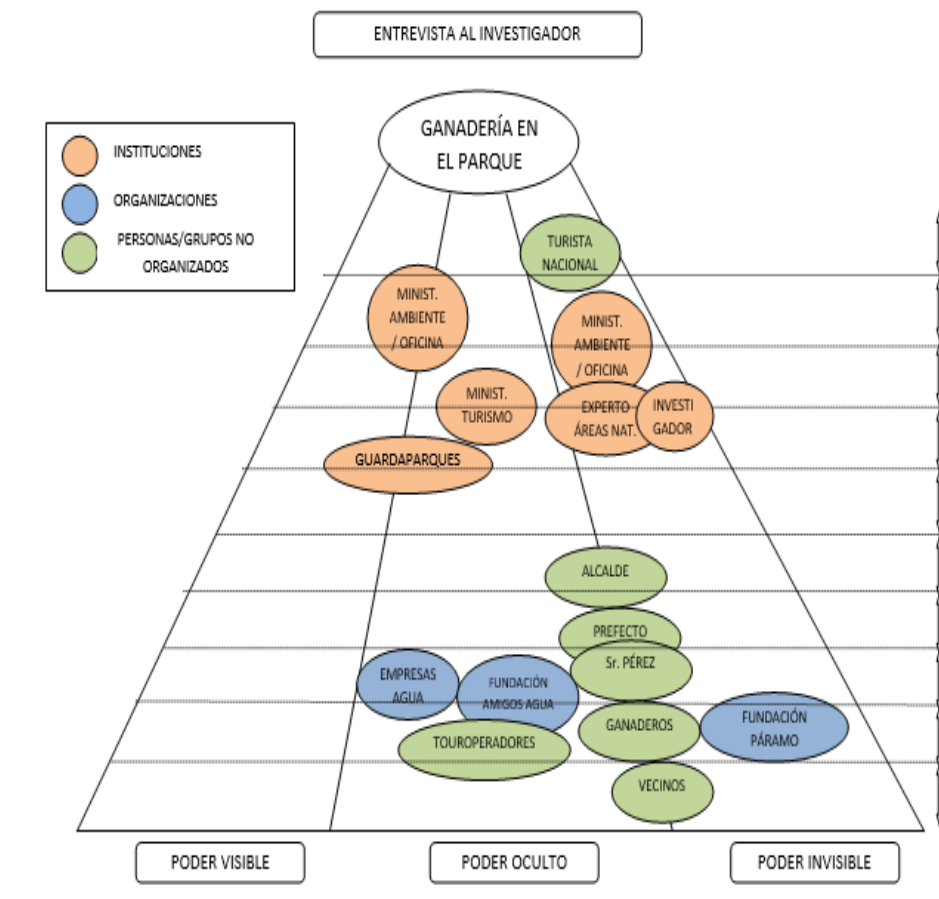 ENTREVISTA AL INVESTIGADOR
GANADERÍA EN
EL PARQUE
INSTITUCIONES
ORGANIZACIONES
PERSONAS/GRUPOS NO
ORGANIZADOS
TURISTA
NACIONAL
MINIST.
AMBIENTE
/ OFICINA
MINIST.
AMBIENTE
/ OFICINA
MINIST.
TURISMO
EXPERTO
ÁREAS NAT.
INVESTI
GADOR
GUARDAPARQUES
ALCALDE
PREFECTO
Sr. PÉREZ
EMPRESAS
AGUA
FUNDACIÓN
AMIGOS AGUA
GANADEROS
FUNDACIÓN
PÁRAMO
TOUROPERADORES
VECINOS
PODER VISIBLE
PODER OCULTO
PODER INVISIBLE